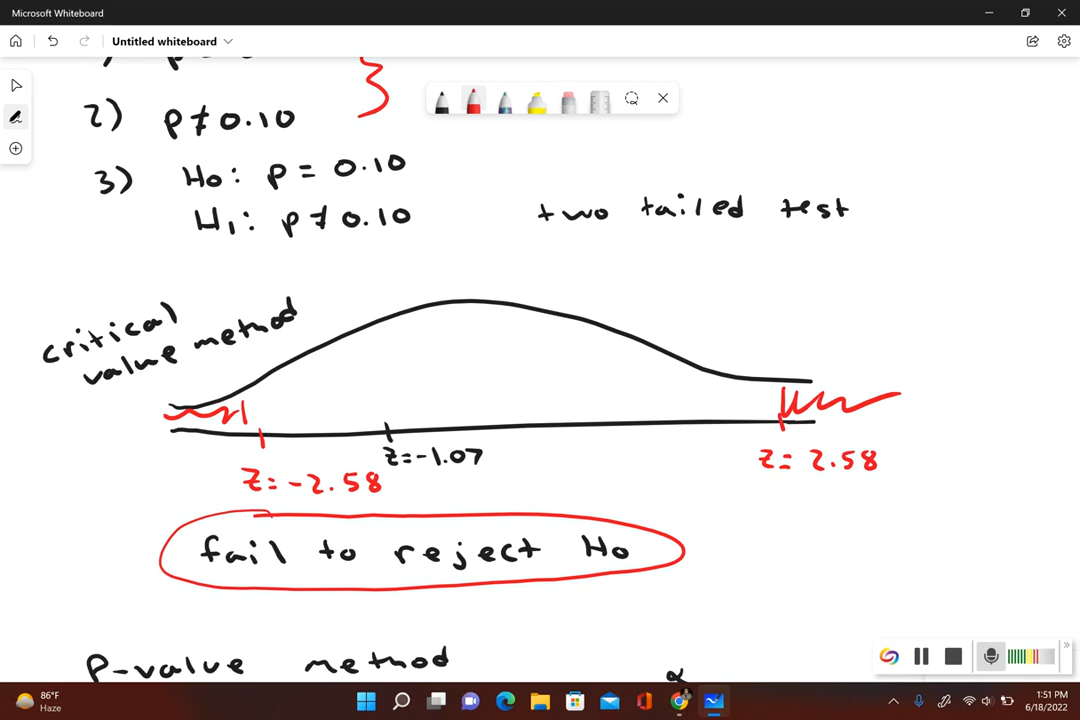 Microsoft Whiteboard
Untitled whiteboard
2) p ≠ 0.10
3) Ho: p = 0.10
H1: p ≠ 0.10
two tailed test
critical
value method
z=-1.07
z=-2.58
z= 2.58
fail to reject Ho
P-value method
α
86°F
Haze
1:51 PM
6/18/2022